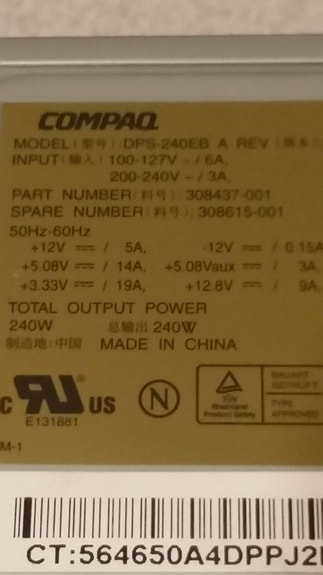 COMPAQ
MODEL(型号):DPS-240EB A REV(版本)
INPUT(输入) 100-127V ~/ 6A,
200-240V ~/ 3A,
PART NUMBER(料号): 308437-001
SPARE NUMBER(料号): 308615-001
50Hz-60Hz
+12V ⎓ / 5A, -12V ⎓ / 0.15A
+5.08V ⎓ / 14A, +5.08Vaux ⎓ / 3A,
+3.33V ⎓ / 19A, +12.8V ⎓ / 9A,
TOTAL OUTPUT POWER
240W 总输出 240W
制造地:中国 MADE IN CHINA
C RU US
E131881
N
TÜV
Rheinland
Product Safety
BAUART
GEPRÜFT
TYPE
APPROVED
M-1
CT:564650A4DPPJ2